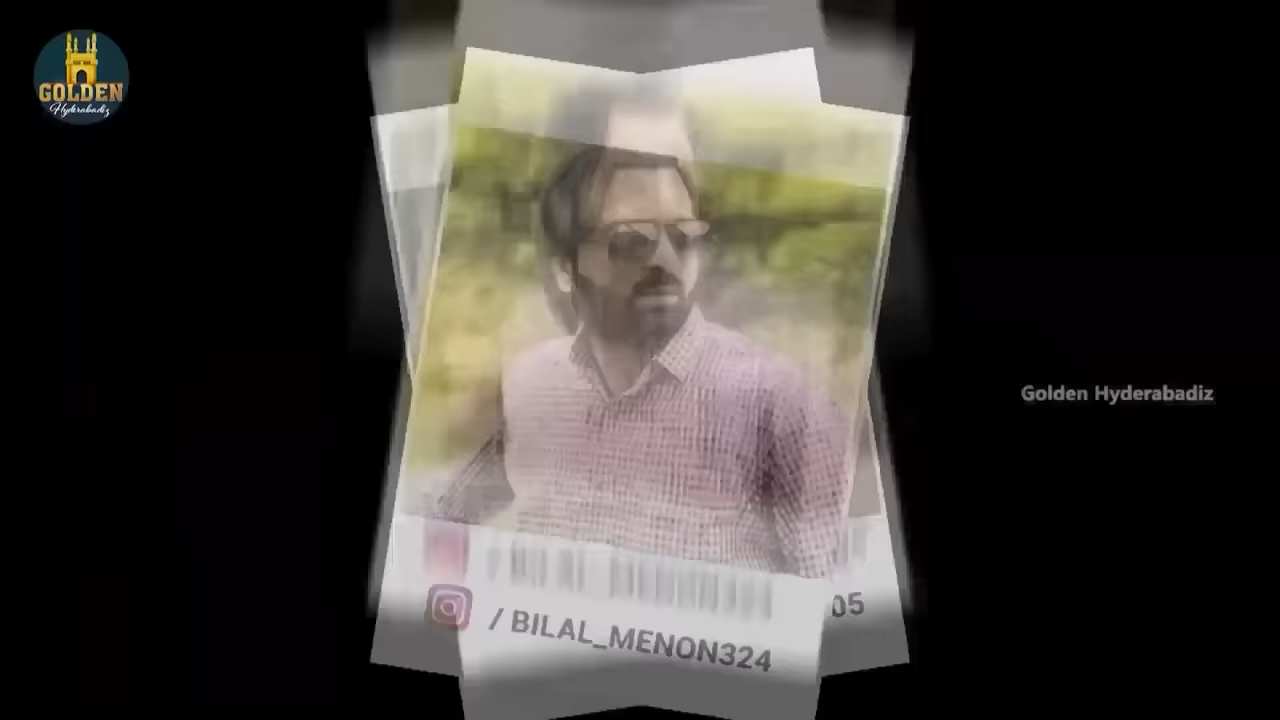 GOLDEN
Hyderabadiz
Golden Hyderabadiz
05
/ BILAL_MENON324